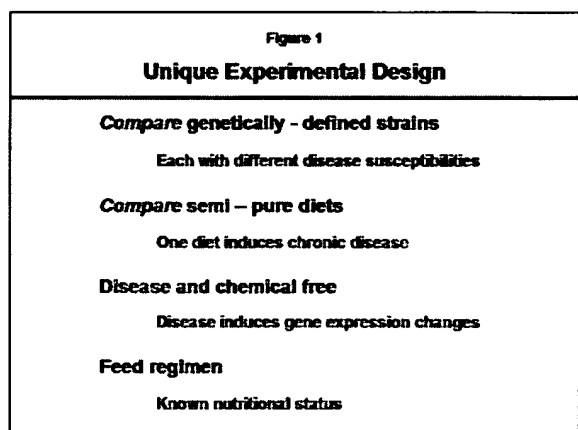 Figure 1
Unique Experimental Design
Compare genetically - defined strains
Each with different disease susceptibilities
Compare semi – pure diets
One diet induces chronic disease
Disease and chemical free
Disease induces gene expression changes
Feed regimen
Known nutritional status